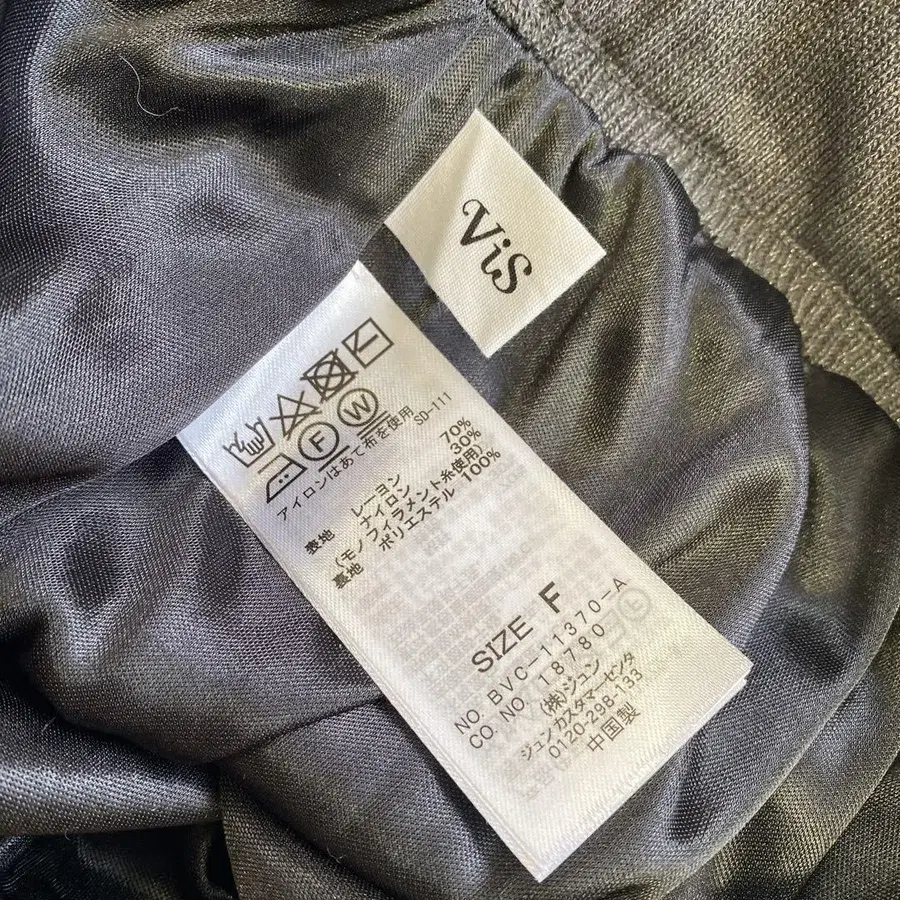 ViS
F W
アイロンはあて布を使用
SD-111
表地 レーヨン 70%
ナイロン 30%
(モノフィラメント糸使用)
裏地 ポリエステル 100%
SIZE F
NO. BVC-11370-A
CO. NO. 18780
(株)ジュン
ジュンカスタマーセンタ
0120-298-133
中国製